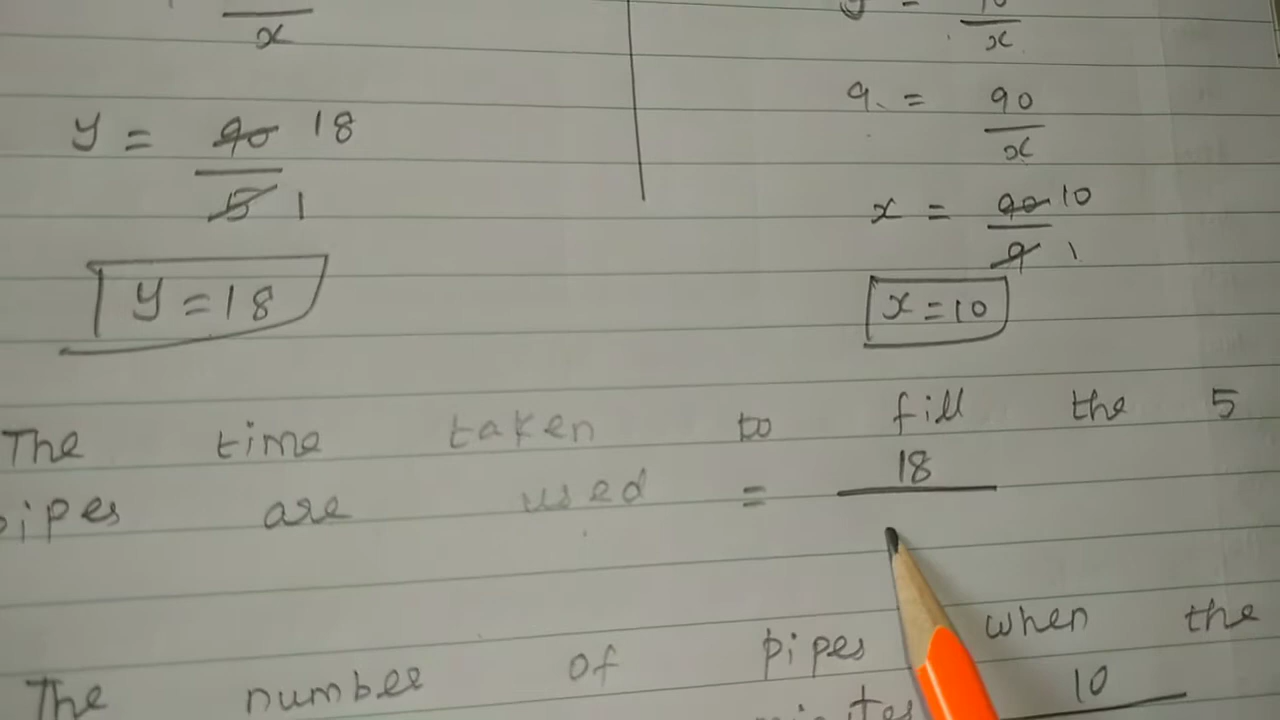 x
y = 90 18
5 1
y = 18
x
9 = 90
x
x = 90 10
9 1
x = 10
The time taken to fill the 5
pipes are used = 18
The number of pipes when the
minutes 10